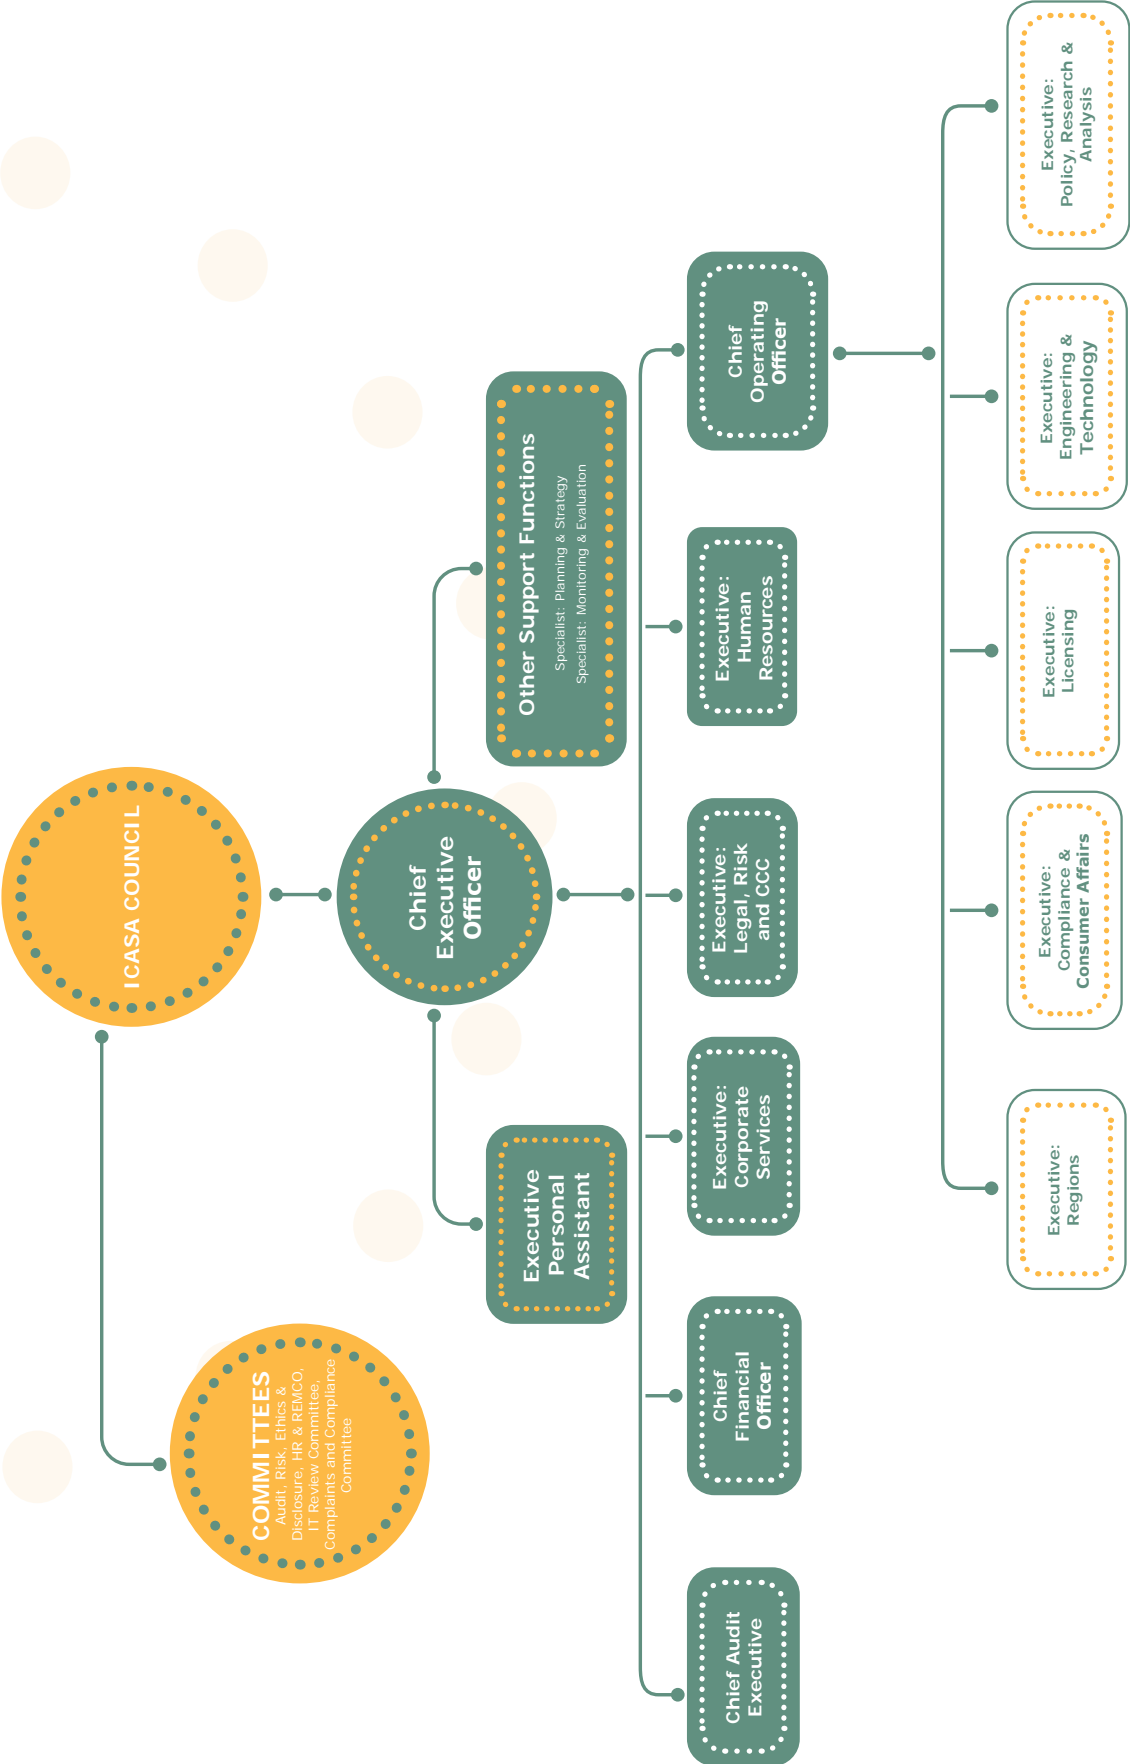 ICASA COUNCIL
COMMITTEES
Audit, Risk, Ethics &
Disclosure, HR & REMCO,
IT Review Committee,
Complaints and Compliance
Committee
Chief
Executive
Officer
Executive
Personal
Assistant
Other Support Functions
Specialist: Planning & Strategy
Specialist: Monitoring & Evaluation
Chief Audit
Executive
Chief
Financial
Officer
Executive:
Corporate
Services
Executive:
Legal, Risk
and CCC
Executive:
Human
Resources
Chief
Operating
Officer
Executive:
Regions
Executive:
Compliance &
Consumer Affairs
Executive:
Licensing
Executive:
Engineering &
Technology
Executive:
Policy, Research &
Analysis